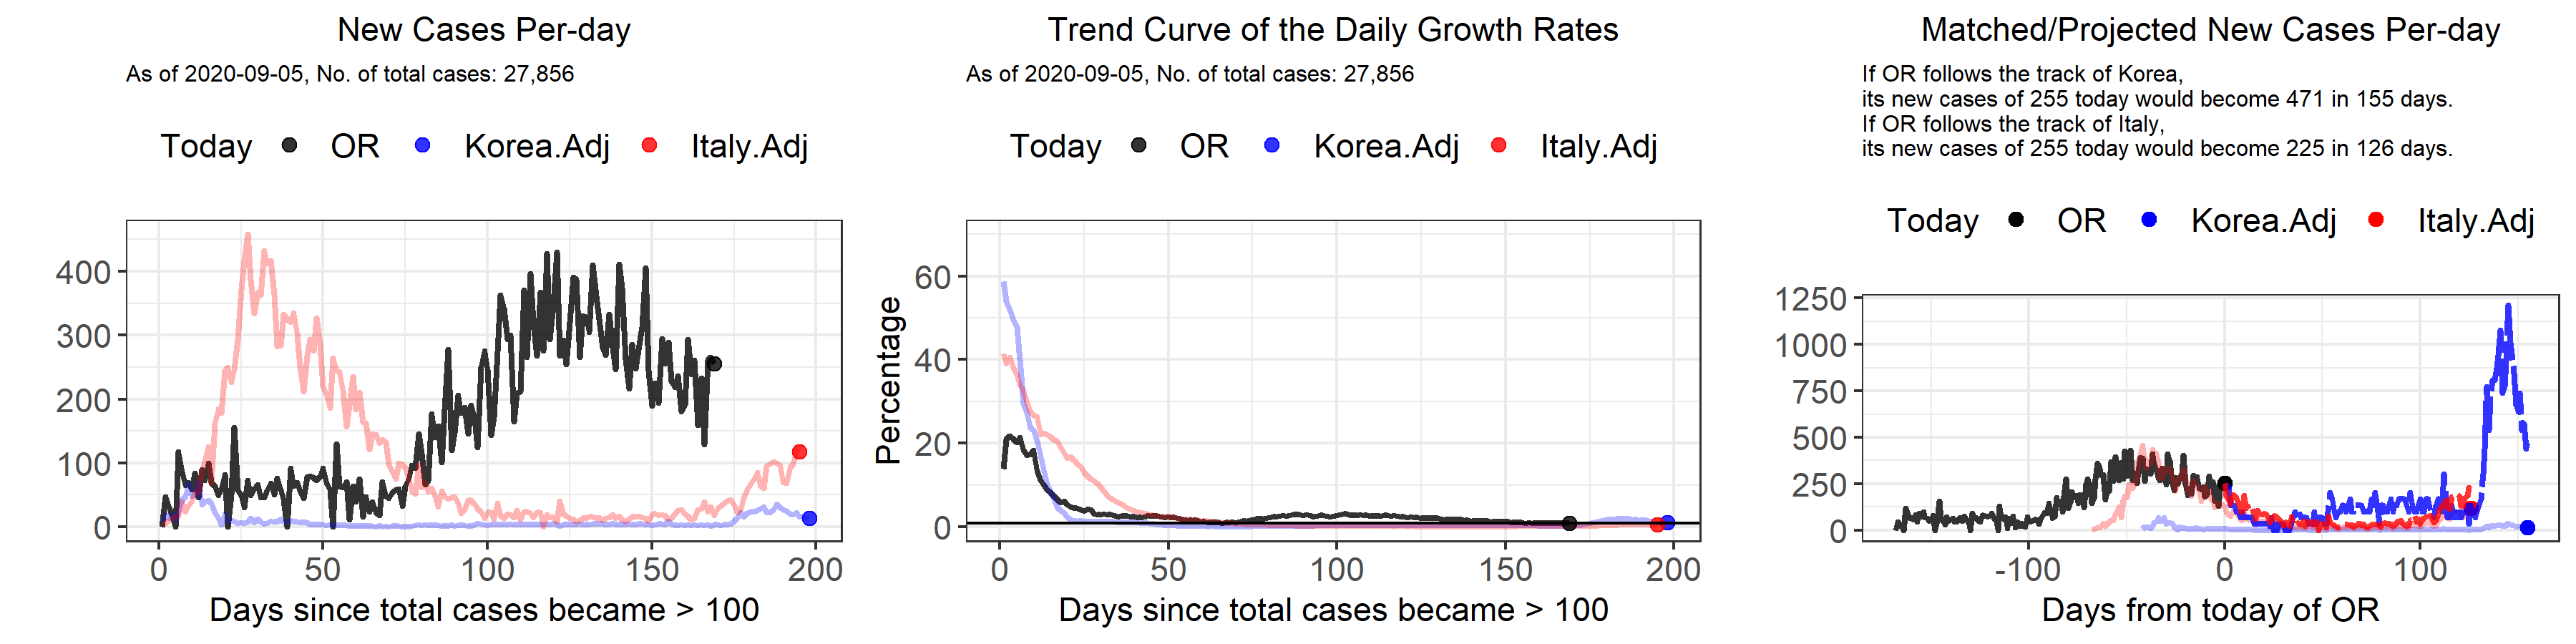 New Cases Per-day
As of 2020-09-05, No. of total cases: 27,856
Today OR Korea.Adj Italy.Adj
400
300
200
100
0
0 50 100 150 200
Days since total cases became > 100
Trend Curve of the Daily Growth Rates
As of 2020-09-05, No. of total cases: 27,856
Today OR Korea.Adj Italy.Adj
Percentage
60
40
20
0
0 50 100 150 200
Days since total cases became > 100
Matched/Projected New Cases Per-day
If OR follows the track of Korea,
its new cases of 255 today would become 471 in 155 days.
If OR follows the track of Italy,
its new cases of 255 today would become 225 in 126 days.
Today OR Korea.Adj Italy.Adj
1250
1000
750
500
250
0
-100 0 100
Days from today of OR